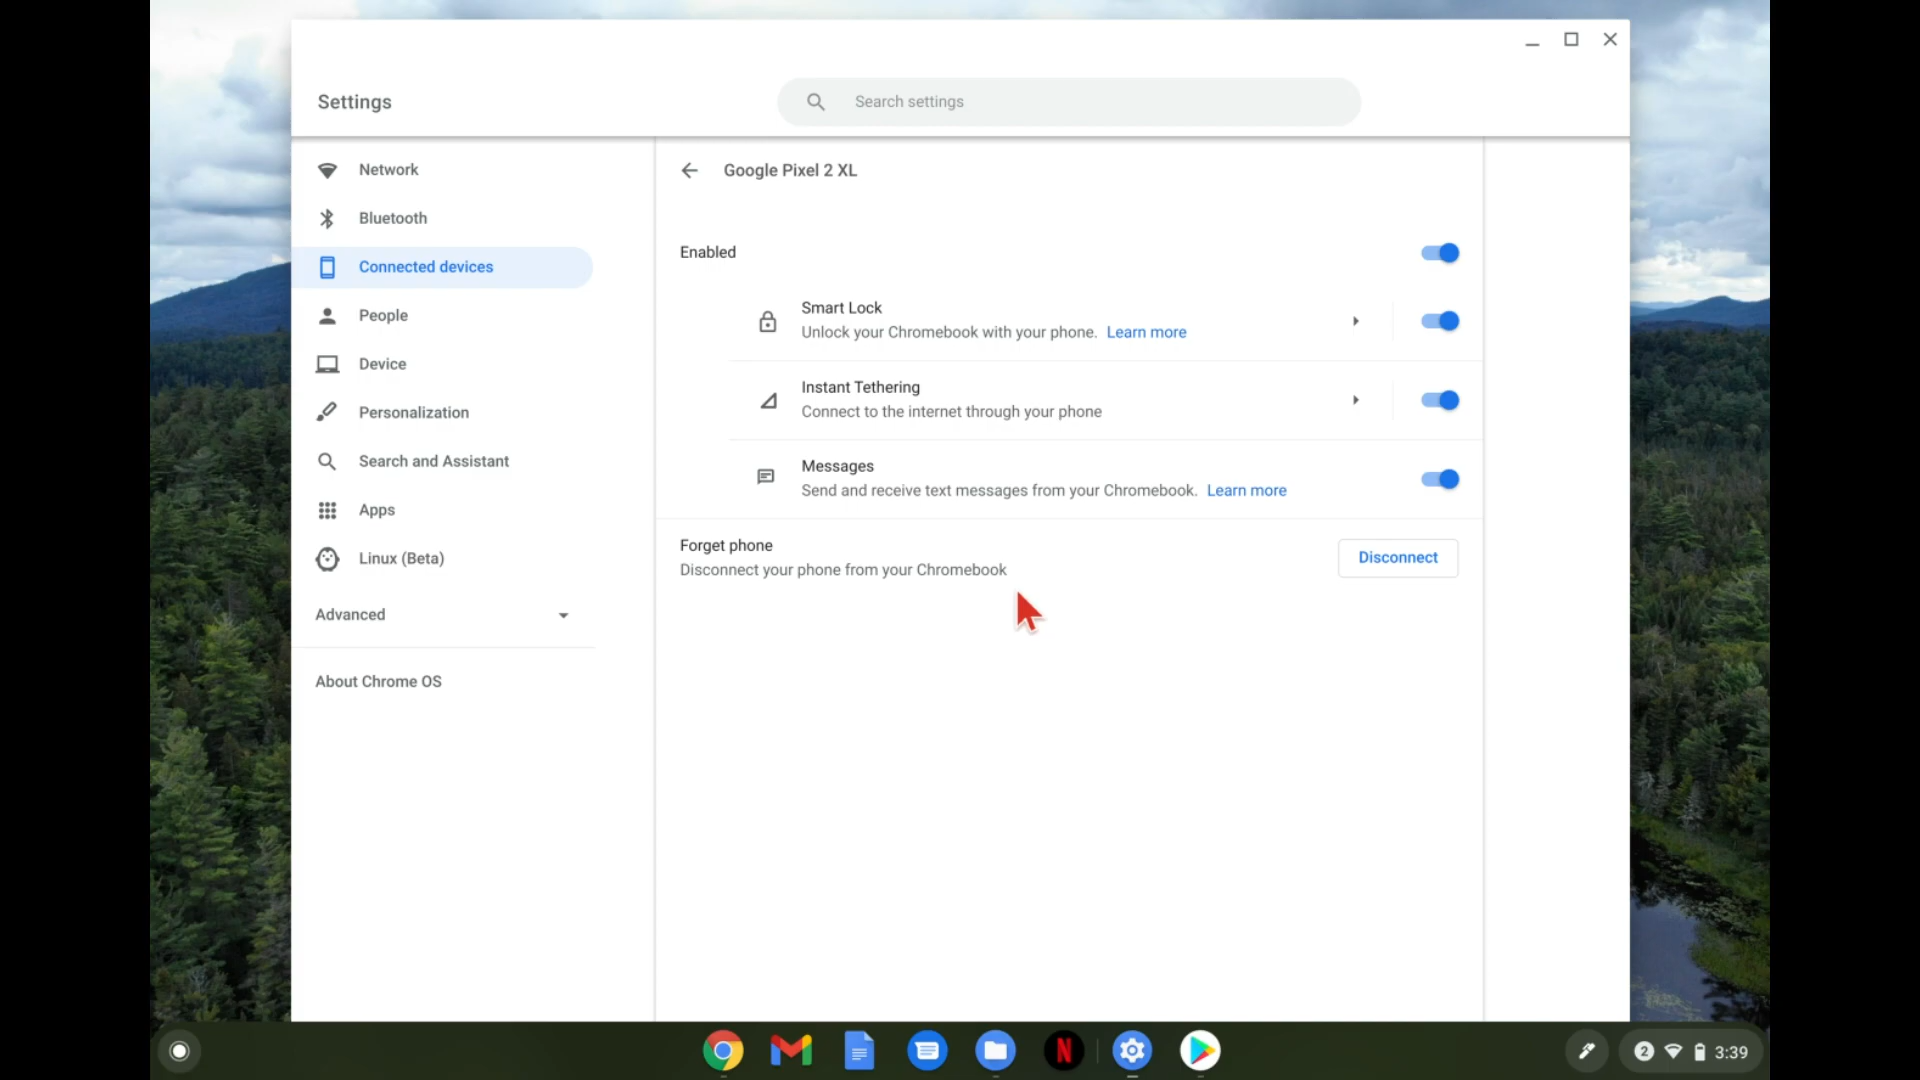 Settings
Search settings
Network
Bluetooth
Connected devices
People
Device
Personalization
Search and Assistant
Apps
Linux (Beta)
Advanced
About Chrome OS
Google Pixel 2 XL
Enabled
Smart Lock
Unlock your Chromebook with your phone. Learn more
Instant Tethering
Connect to the internet through your phone
Messages
Send and receive text messages from your Chromebook. Learn more
Forget phone
Disconnect your phone from your Chromebook
Disconnect
N
2 3:39